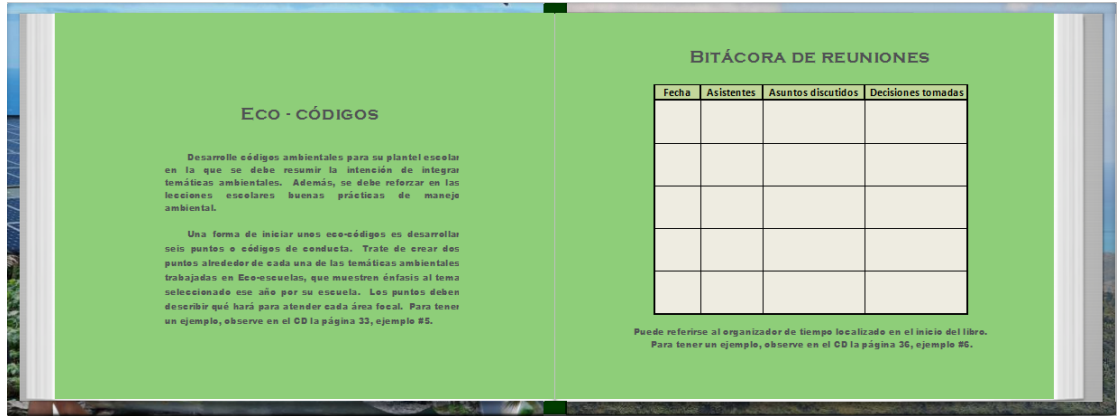 Eco - códigos
Desarrolle códigos ambientales para su plantel escolar
en la que se debe resumir la intención de integrar
temáticas ambientales. Además, se debe reforzar en las
lecciones escolares buenas prácticas de manejo
ambiental.
Una forma de iniciar unos eco-códigos es desarrollar
seis puntos o códigos de conducta. Trate de crear dos
puntos alrededor de cada una de las temáticas ambientales
trabajadas en Eco-escuelas, que muestren énfasis al tema
seleccionado ese año por su escuela. Los puntos deben
describir qué hará para atender cada área focal. Para tener
un ejemplo, observe en el CD la página 33, ejemplo #5.
Bitácora de reuniones
Fecha Asistentes Asuntos discutidos Decisiones tomadas
Puede referirse al organizador de tiempo localizado en el inicio del libro.
Para tener un ejemplo, observe en el CD la página 36, ejemplo #6.